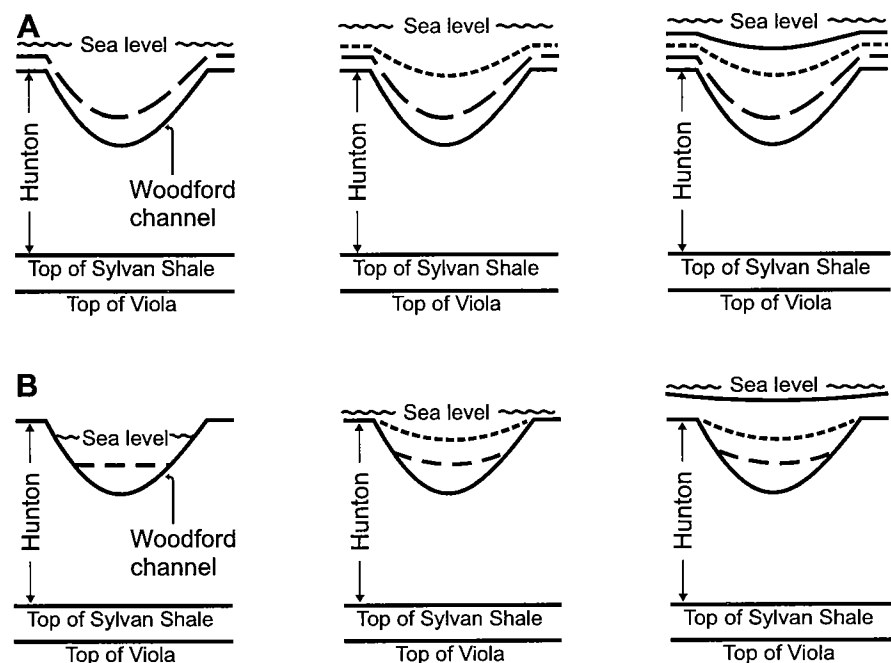 A
Sea level
Hunton
Woodford
channel
Top of Sylvan Shale
Top of Viola
Sea level
Hunton
Top of Sylvan Shale
Top of Viola
Sea level
Hunton
Top of Sylvan Shale
Top of Viola
B
Sea level
Hunton
Woodford
channel
Top of Sylvan Shale
Top of Viola
Sea level
Hunton
Top of Sylvan Shale
Top of Viola
Sea level
Hunton
Top of Sylvan Shale
Top of Viola